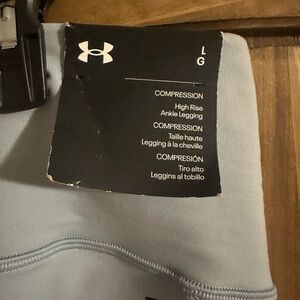 L
G
COMPRESSION
High Rise
Ankle Legging
COMPRESSION
Taille haute
Legging à la cheville
COMPRESIÓN
Tiro alto
Leggins al tobillo